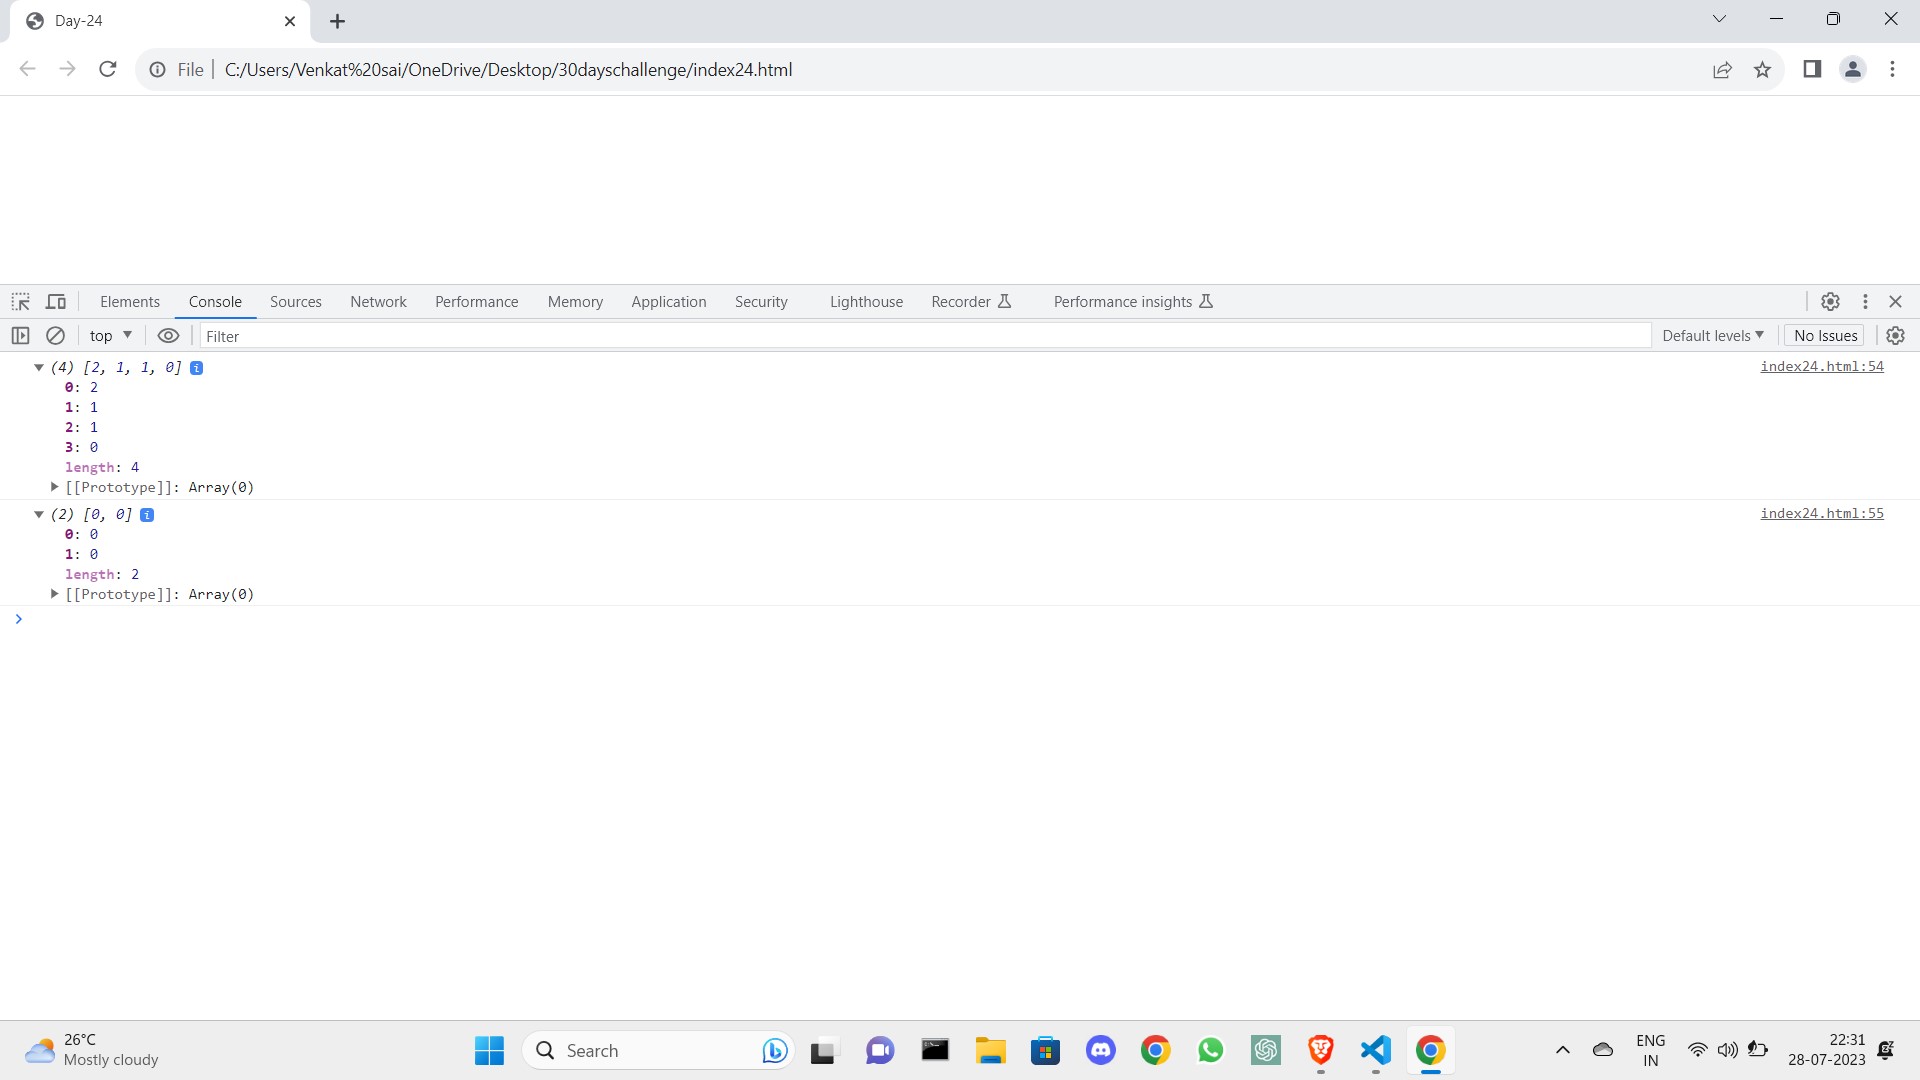 Day-24
File
C:/Users/Venkat%20sai/OneDrive/Desktop/30dayschallenge/index24.html
Elements Console Sources Network Performance Memory Application Security Lighthouse Recorder Performance insights
top Filter Default levels No Issues
(4) [2, 1, 1, 0] i index24.html:54
0: 2
1: 1
2: 1
3: 0
length: 4
[[Prototype]]: Array(0)
(2) [0, 0] i index24.html:55
0: 0
1: 0
length: 2
[[Prototype]]: Array(0)
26°C
Mostly cloudy
Search
ENG
IN
22:31
28-07-2023